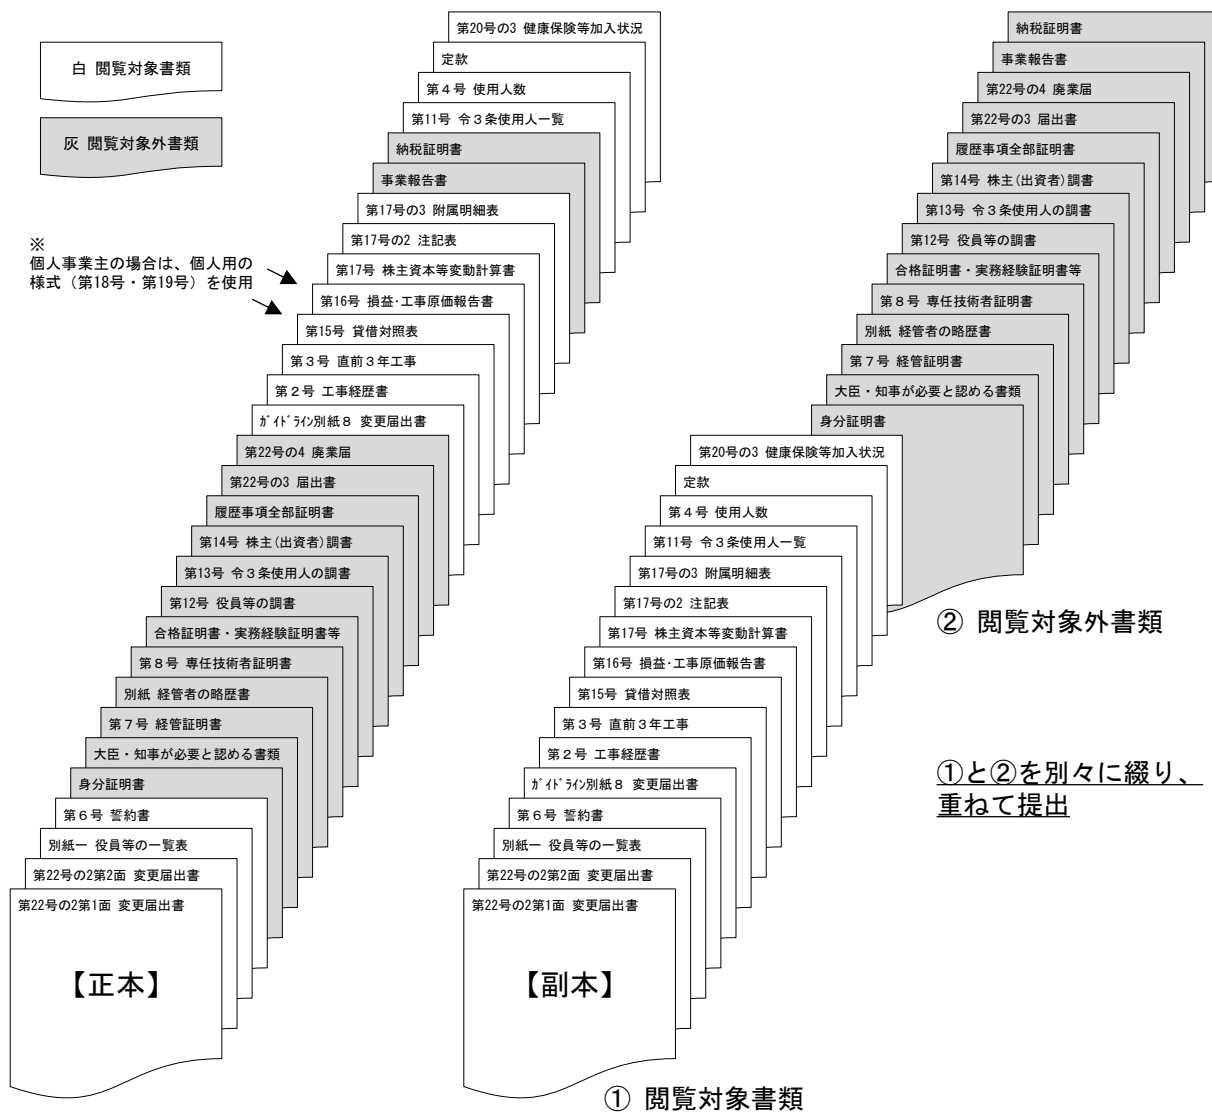 白 閲覧対象書類
灰 閲覧対象外書類
※
個人事業主の場合は、個人用の
様式（第18号・第19号）を使用
第20号の3 健康保険等加入状況
定款
第４号 使用人数
第11号 令３条使用人一覧
納税証明書
事業報告書
第17号の3 附属明細表
第17号の2 注記表
第17号 株主資本等変動計算書
第16号 損益･工事原価報告書
第15号 貸借対照表
第３号 直前３年工事
第２号 工事経歴書
ｶﾞｲﾄﾞﾗｲﾝ別紙８ 変更届出書
第22号の4 廃業届
第22号の3 届出書
履歴事項全部証明書
第14号 株主(出資者)調書
第13号 令３条使用人の調書
第12号 役員等の調書
合格証明書・実務経験証明書等
第８号 専任技術者証明書
別紙 経管者の略歴書
第７号 経管証明書
大臣・知事が必要と認める書類
身分証明書
第６号 誓約書
別紙一 役員等の一覧表
第22号の2第2面 変更届出書
第22号の2第1面 変更届出書
【正本】
納税証明書
事業報告書
第22号の4 廃業届
第22号の3 届出書
履歴事項全部証明書
第14号 株主(出資者)調書
第13号 令３条使用人の調書
第12号 役員等の調書
合格証明書・実務経験証明書等
第８号 専任技術者証明書
別紙 経管者の略歴書
第７号 経管証明書
大臣・知事が必要と認める書類
身分証明書
② 閲覧対象外書類
第20号の3 健康保険等加入状況
定款
第４号 使用人数
第11号 令３条使用人一覧
第17号の3 附属明細表
第17号の2 注記表
第17号 株主資本等変動計算書
第16号 損益･工事原価報告書
第15号 貸借対照表
第３号 直前３年工事
第２号 工事経歴書
ｶﾞｲﾄﾞﾗｲﾝ別紙８ 変更届出書
第６号 誓約書
別紙一 役員等の一覧表
第22号の2第2面 変更届出書
第22号の2第1面 変更届出書
【副本】
① 閲覧対象書類
①と②を別々に綴り、
重ねて提出